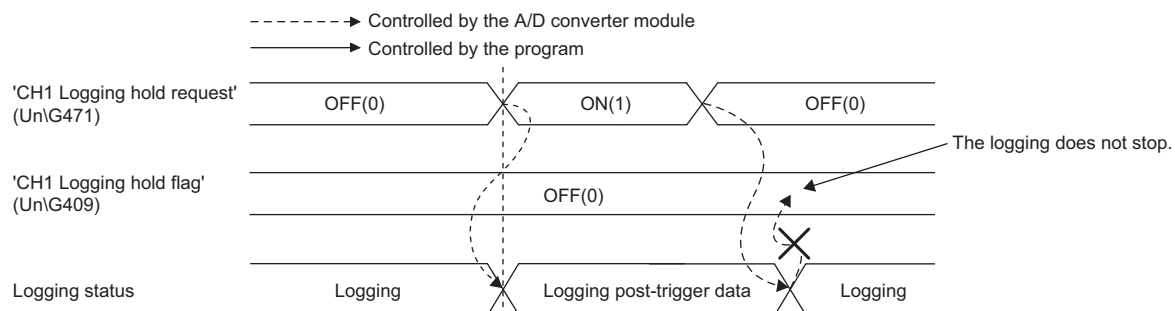 Controlled by the A/D converter module
Controlled by the program
'CH1 Logging hold request'
(Un\G471)
OFF(0)
ON(1)
OFF(0)
The logging does not stop.
'CH1 Logging hold flag'
(Un\G409)
OFF(0)
Logging status
Logging
Logging post-trigger data
Logging